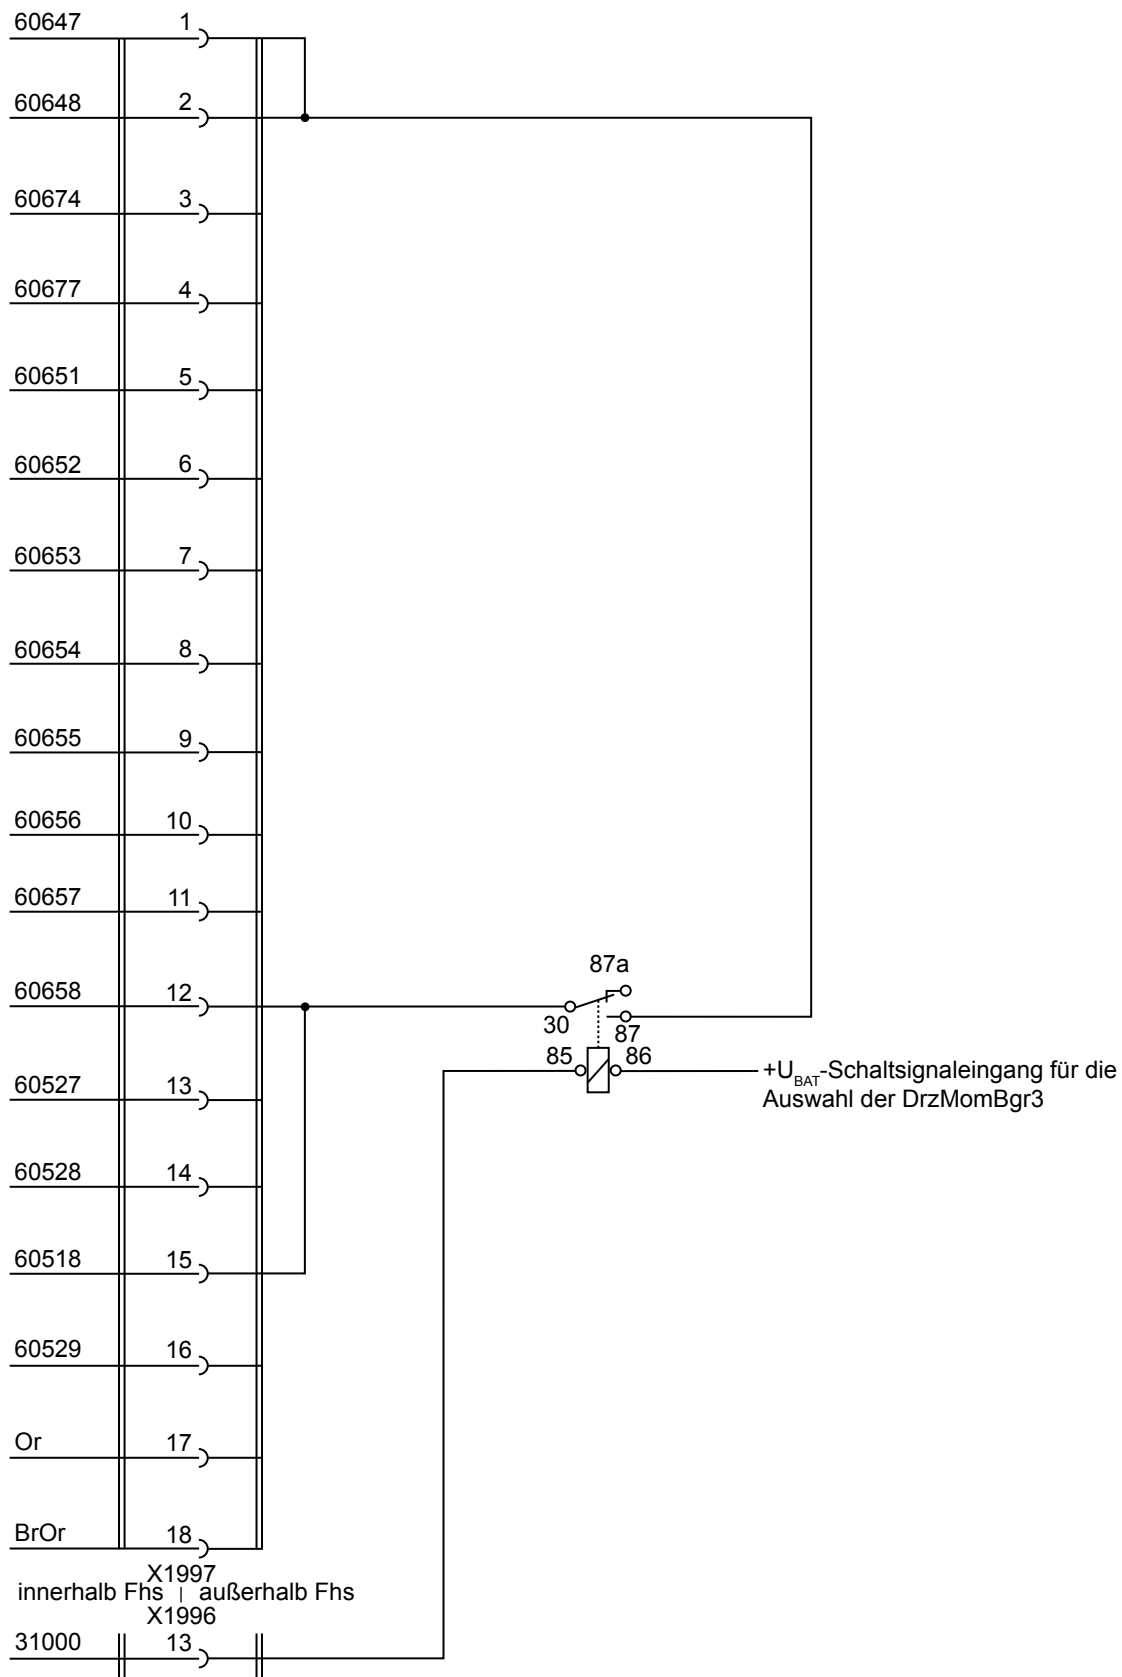 60647 1
60648 2
60674 3
60677 4
60651 5
60652 6
60653 7
60654 8
60655 9
60656 10
60657 11
87a
60658 12
30
87
85 86
+U_BAT-Schaltsignaleingang für die
Auswahl der DrzMomBgr3
60527 13
60528 14
60518 15
60529 16
Or 17
BrOr 18
X1997
innerhalb Fhs | außerhalb Fhs
X1996
31000 13